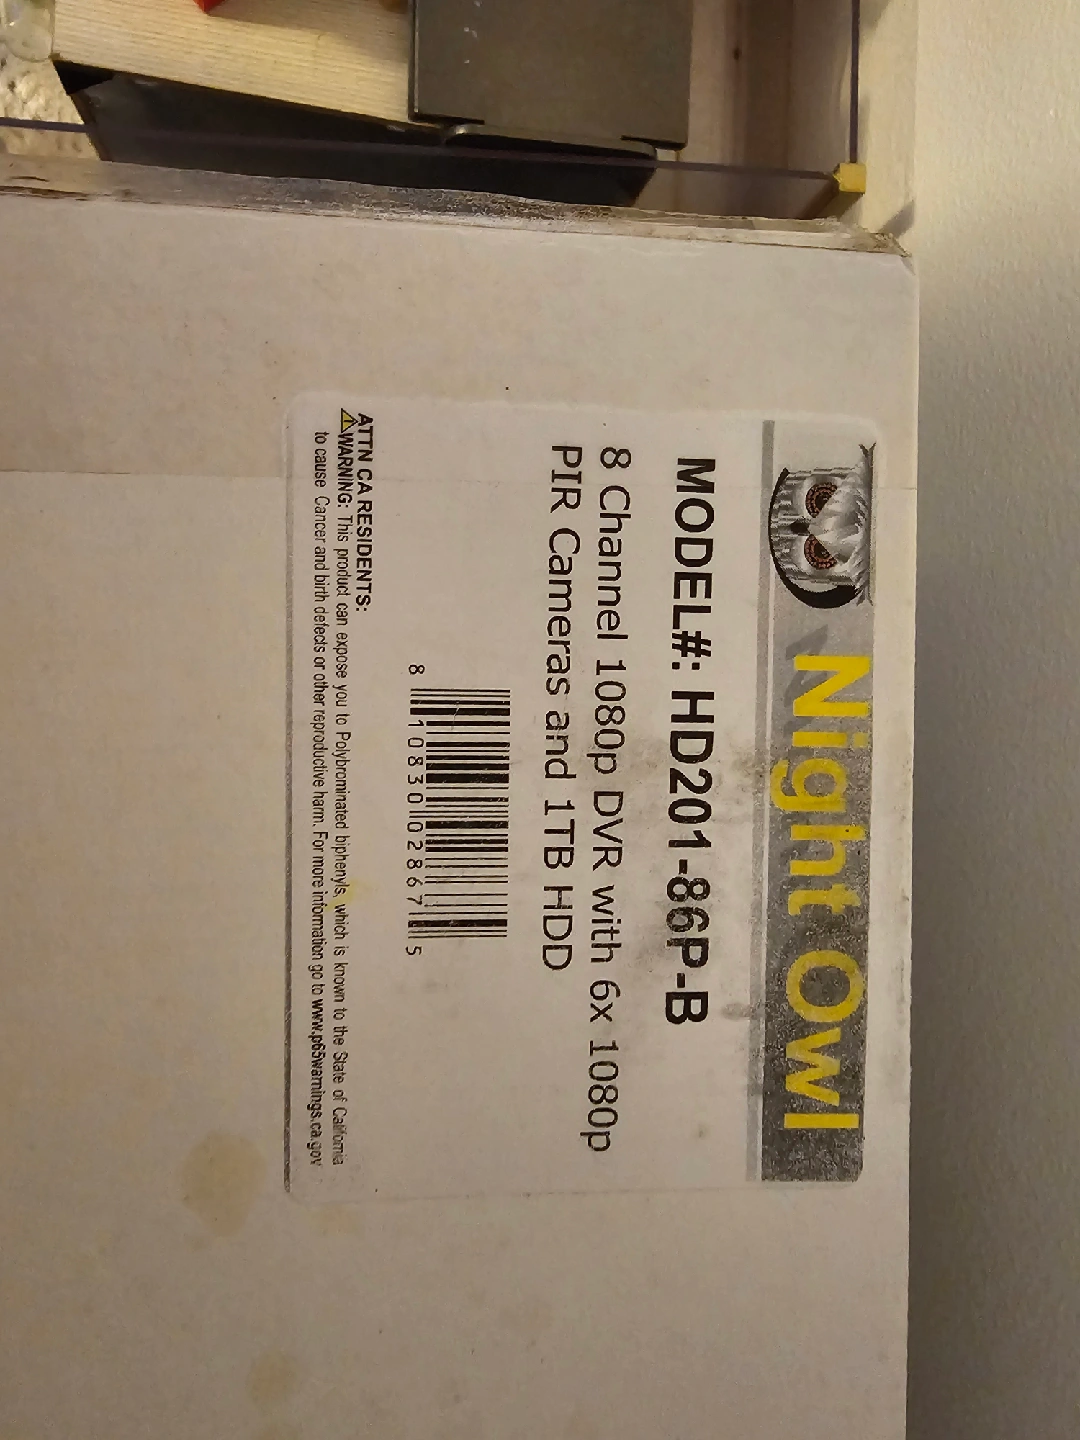 Night Owl
MODEL#: HD201-86P-B
8 Channel 1080p DVR with 6x 1080p
PIR Cameras and 1TB HDD
8 10830 02867 5
ATTN CA RESIDENTS:
WARNING: This product can expose you to Polybrominated biphenyls, which is known to the State of California
to cause Cancer and birth defects or other reproductive harm. For more information go to www.p65warnings.ca.gov